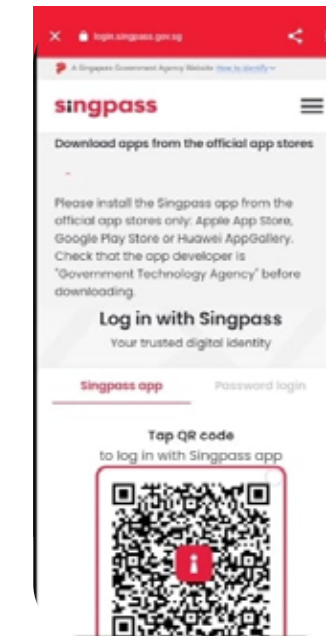 login.singpass.gov.sg
A Singapore Government Agency Website How to identify
singpass
Download apps from the official app stores
Please install the Singpass app from the
official app stores only: Apple App Store,
Google Play Store or Huawei AppGallery.
Check that the app developer is
"Government Technology Agency" before
downloading.
Log in with Singpass
Your trusted digital identity
Singpass app
Password login
Tap QR code
to log in with Singpass app